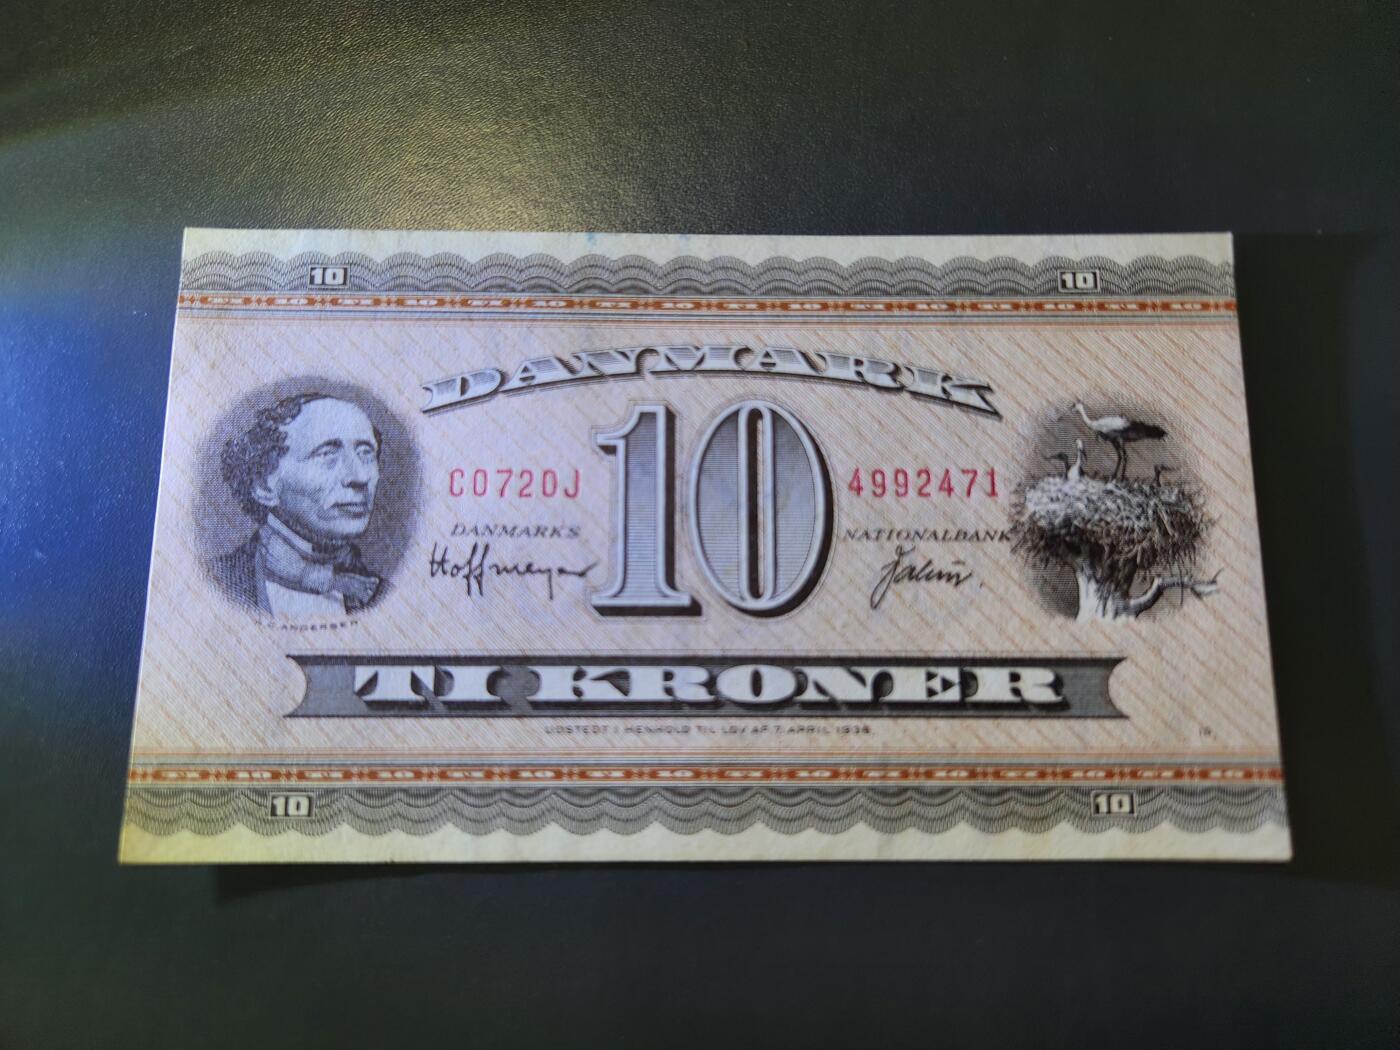 10 10
DANMARK
10
C0720J 4992471
DANMARKS NATIONALBANK
Hoffmeyer
H.C. ANDERSEN
TI KRONER
UDSTEDT I HENHOLD TIL LOV AF 7. APRIL 1936.
10 10